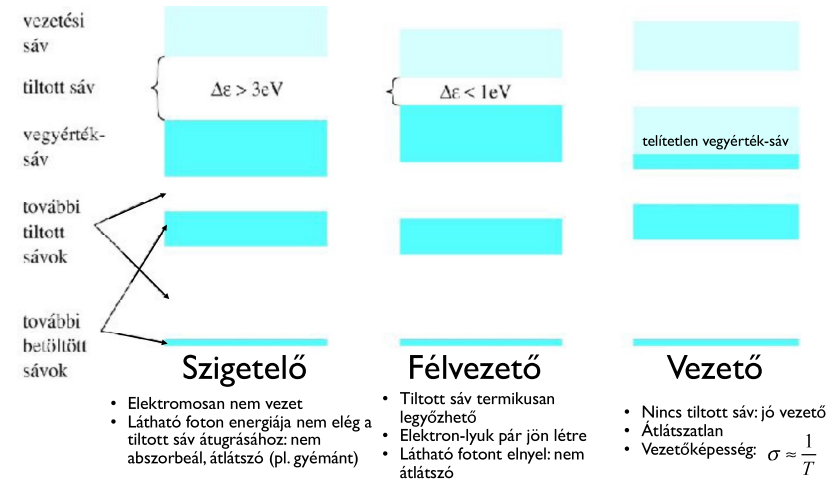 vezetési
sáv
tiltott sáv
vegyérték-
sáv
további
tiltott
sávok
további
betöltött
sávok
Δε > 3eV
Δε < 1eV
telítetlen vegyérték-sáv
Szigetelő
• Elektromosan nem vezet
• Látható foton energiája nem elég a
tiltott sáv átugrásához: nem
abszorbeál, átlátszó (pl. gyémánt)
Félvezető
• Tiltott sáv termikusan
legyőzhető
• Elektron-lyuk pár jön létre
• Látható fotont elnyel: nem
átlátszó
Vezető
• Nincs tiltott sáv: jó vezető
• Átlátszatlan
• Vezetőképesség: σ ≈ 1/T